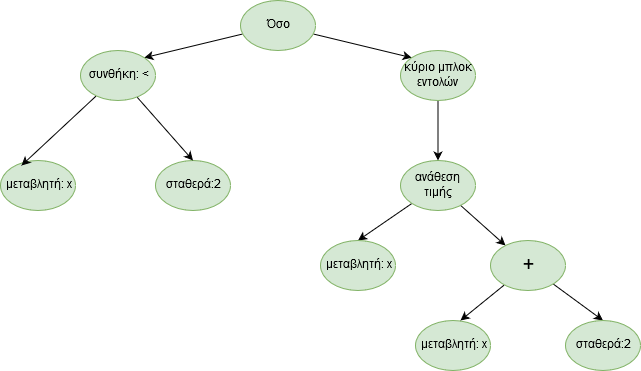 Όσο
συνθήκη: <
κύριο μπλοκ
εντολών
μεταβλητή: x
σταθερά:2
ανάθεση
τιμής
μεταβλητή: x
+
μεταβλητή: x
σταθερά:2